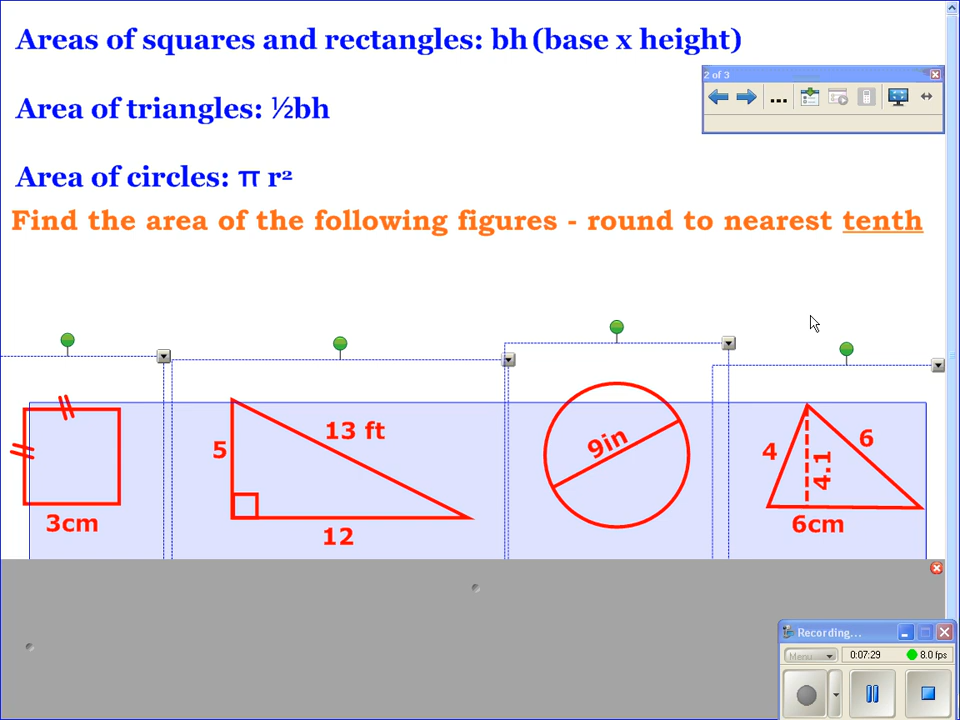 Areas of squares and rectangles: bh (base x height)
2 of 3
Area of triangles: ½bh
...
Area of circles: π r²
Find the area of the following figures - round to nearest tenth
13 ft
5
12
3cm
9in
4
6
4.1
6cm
Recording...
Menu
0:07:29
8.0 fps